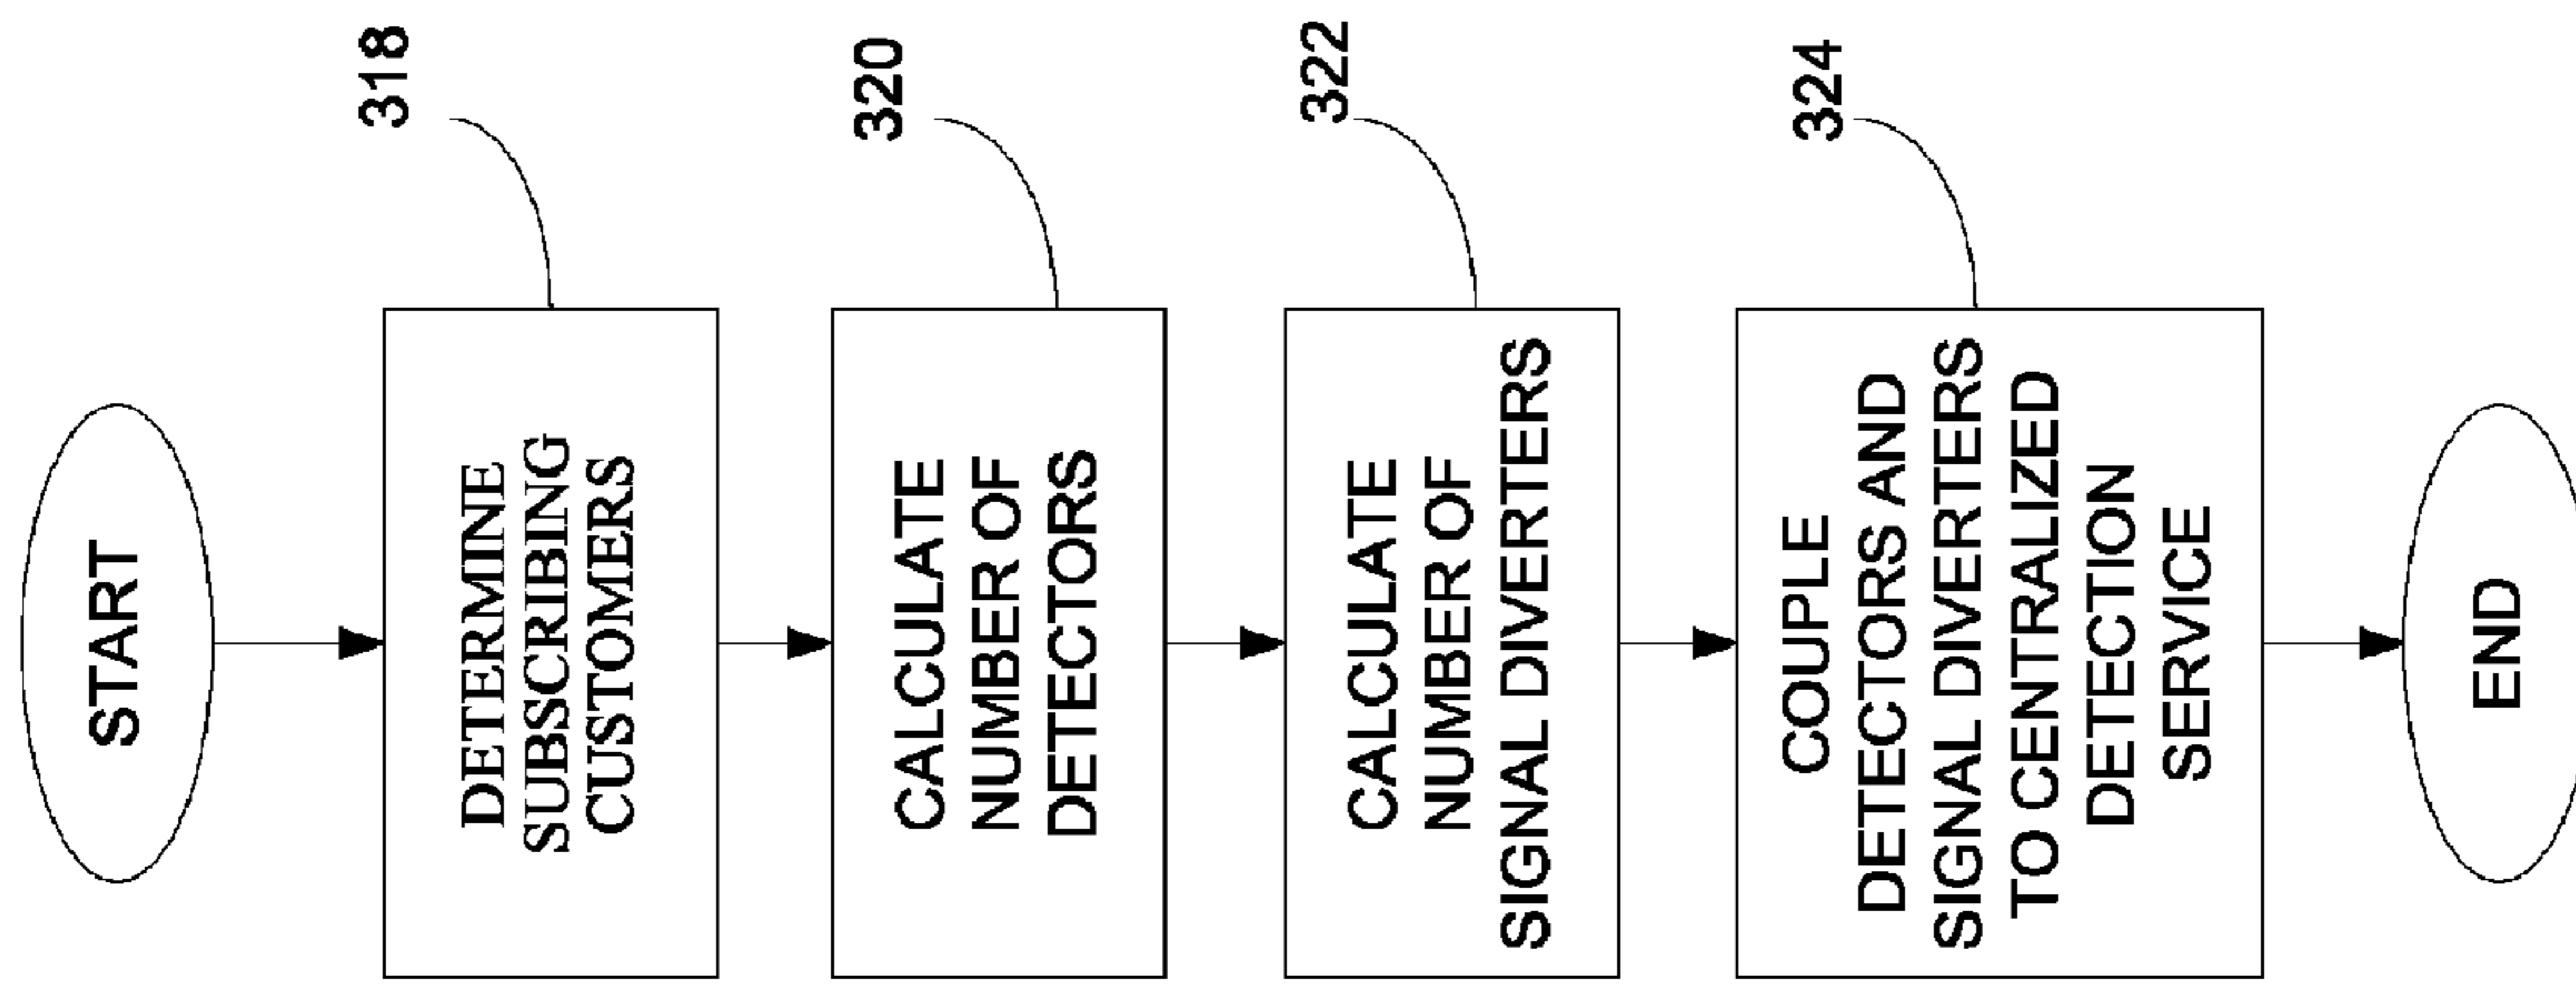 START
318
DETERMINE
SUBSCRIBING
CUSTOMERS
320
CALCULATE
NUMBER OF
DETECTORS
322
CALCULATE
NUMBER OF
SIGNAL DIVERTERS
324
COUPLE
DETECTORS AND
SIGNAL DIVERTERS
TO CENTRALIZED
DETECTION
SERVICE
END